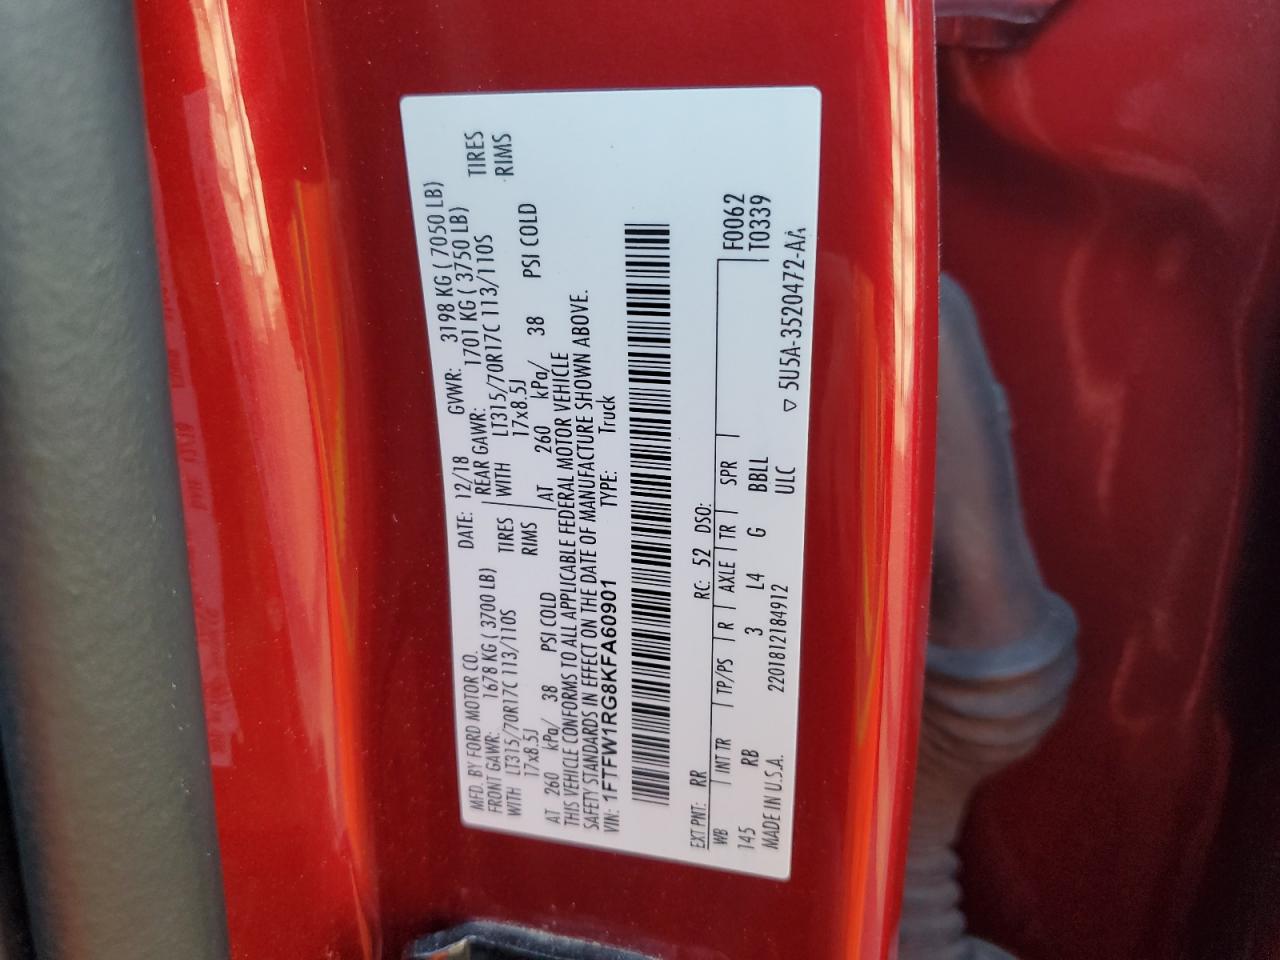 MFD. BY FORD MOTOR CO.
DATE: 12/18 GVWR: 3198 KG ( 7050 LB)
FRONT GAWR: 1678 KG ( 3700 LB) REAR GAWR: 1701 KG ( 3750 LB)
WITH LT315/70R17C 113/110S TIRES WITH LT315/70R17C 113/110S TIRES
17x8.5J RIMS 17x8.5J RIMS
AT 260 kPa/ 38 PSI COLD AT 260 kPa/ 38 PSI COLD
THIS VEHICLE CONFORMS TO ALL APPLICABLE FEDERAL MOTOR VEHICLE
SAFETY STANDARDS IN EFFECT ON THE DATE OF MANUFACTURE SHOWN ABOVE.
VIN: 1FTFW1RG8KFA60901 TYPE: Truck
EXT PNT: RR RC: 52 DSO: F0062
WB INT TR TP/PS R AXLE TR SPR T0339
145 RB 3 L4 G BBLL
MADE IN U.S.A. 2201812184912 ULC
▽ 5U5A-3520472-AA